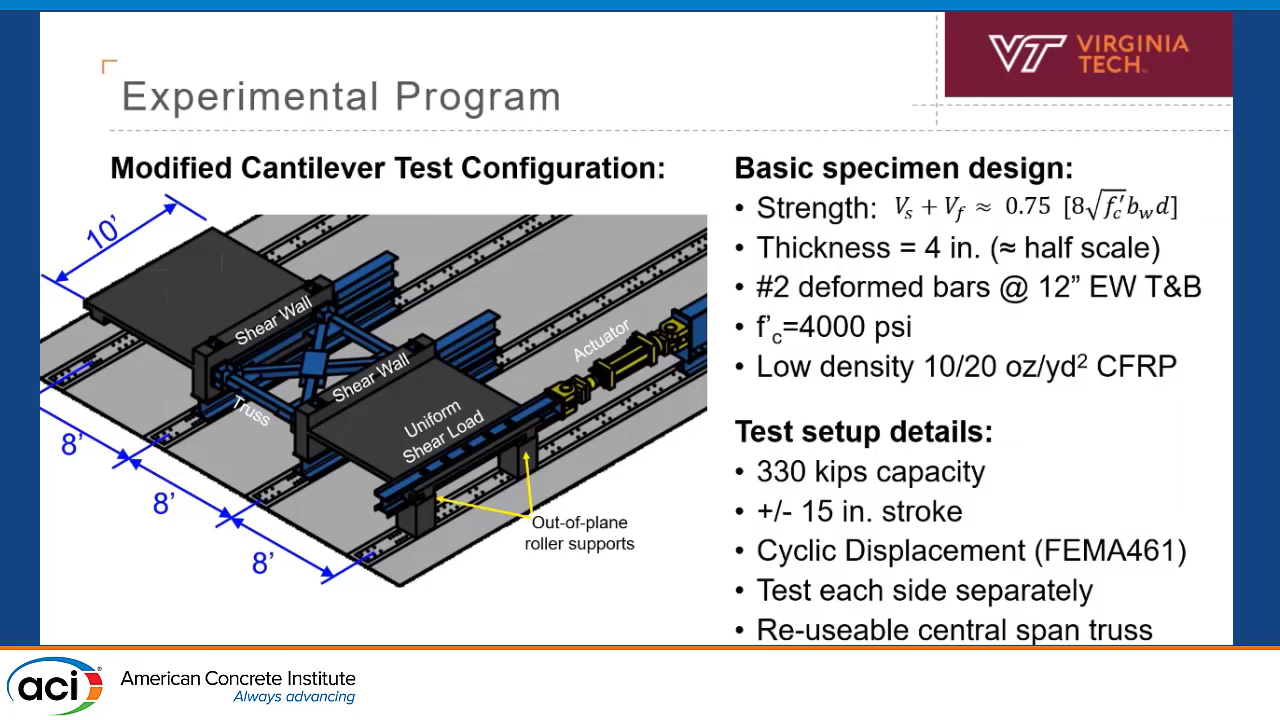 VT VIRGINIA
TECH
Experimental Program
Modified Cantilever Test Configuration:
10’
Shear Wall
Shear Wall
Truss
Actuator
Uniform
Shear Load
8’
8’
8’
Out-of-plane
roller supports
Basic specimen design:
• Strength: Vₛ + V_f ≈ 0.75 [8√f′c b_w d]
• Thickness = 4 in. (≈ half scale)
• #2 deformed bars @ 12” EW T&B
• f’c=4000 psi
• Low density 10/20 oz/yd² CFRP
Test setup details:
• 330 kips capacity
• +/- 15 in. stroke
• Cyclic Displacement (FEMA461)
• Test each side separately
• Re-useable central span truss
aci® American Concrete Institute
Always advancing